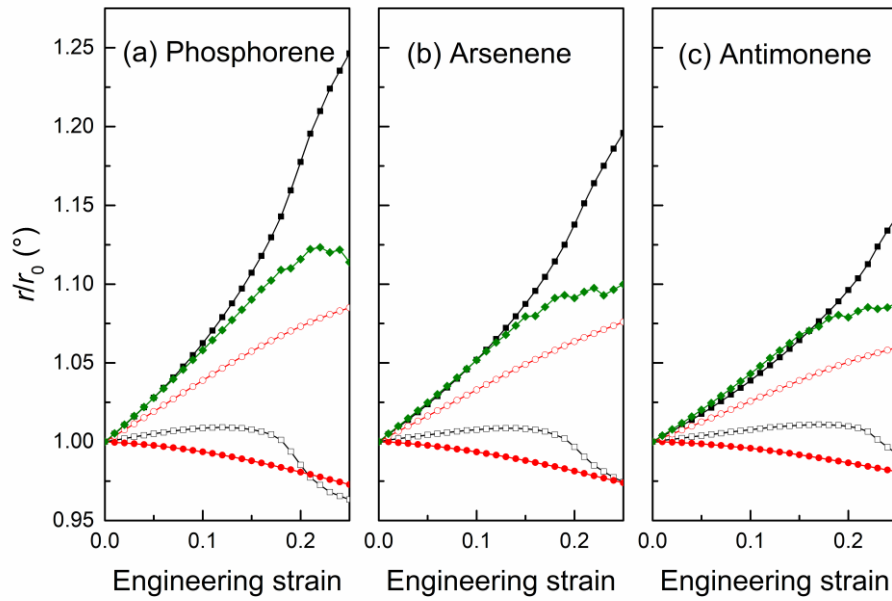 (a) Phosphorene
(b) Arsenene
(c) Antimonene
1.25
1.20
1.15
1.10
1.05
1.00
0.95
r/r₀ (°)
0.0 0.1 0.2
0.0 0.1 0.2
0.0 0.1 0.2
Engineering strain
Engineering strain
Engineering strain